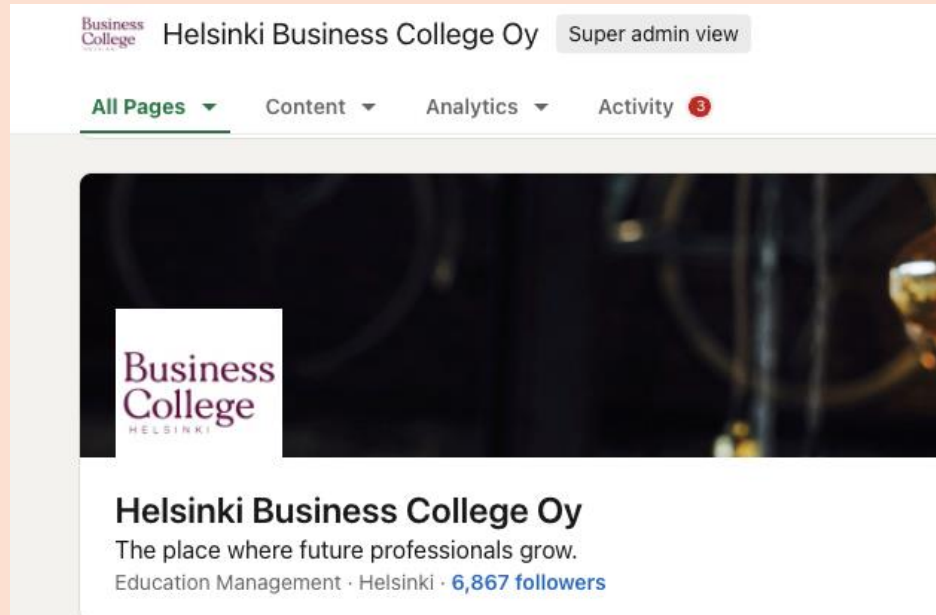 Business
College
HELSINKI
Helsinki Business College Oy Super admin view
All Pages Content Analytics Activity 3
Business
College
HELSINKI
Helsinki Business College Oy
The place where future professionals grow.
Education Management · Helsinki · 6,867 followers